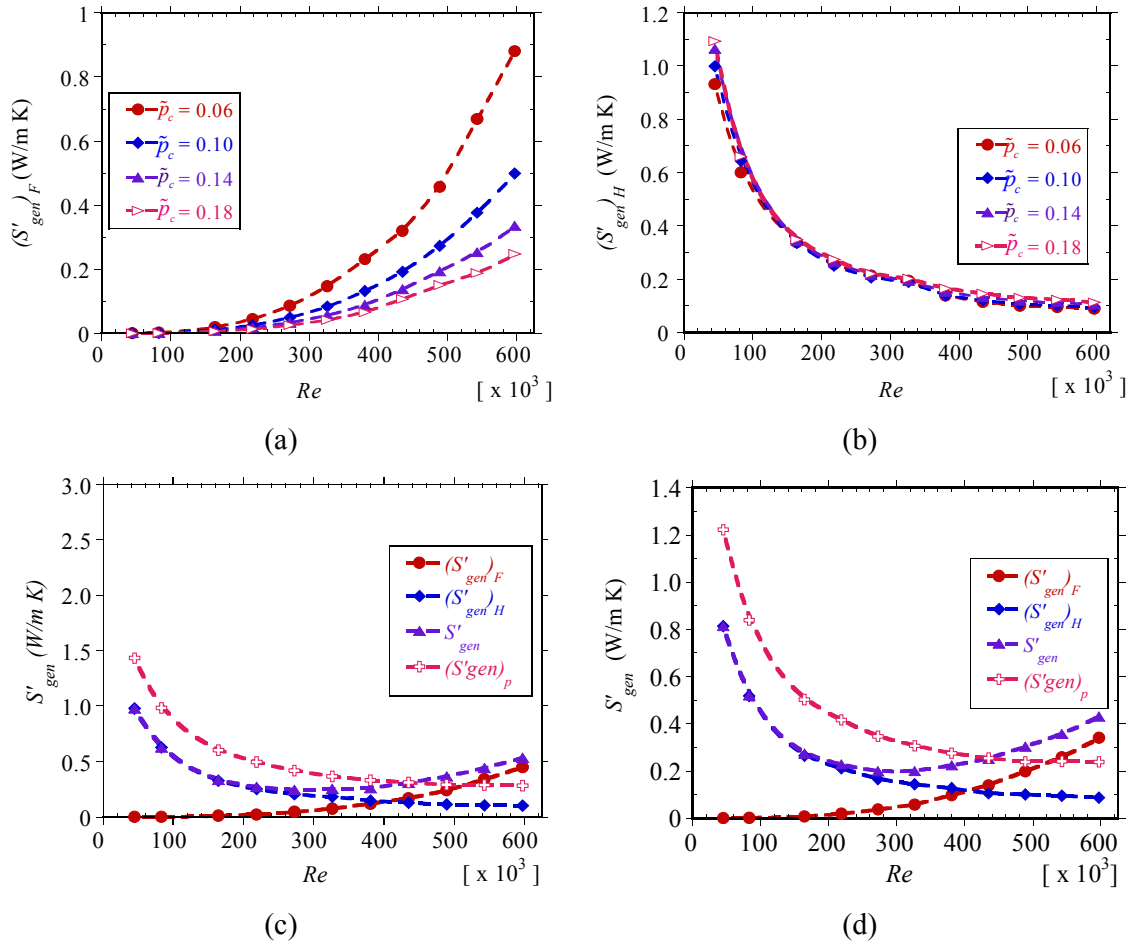 1
0.8
0.6
0.4
0.2
0
(S'gen)F (W/m K)
p̃c = 0.06
p̃c = 0.10
p̃c = 0.14
p̃c = 0.18
0 100 200 300 400 500 600
Re [ x 10³ ]
(a)
1.2
1.0
0.8
0.6
0.4
0.2
0.0
(S'gen)H (W/m K)
p̃c = 0.06
p̃c = 0.10
p̃c = 0.14
p̃c = 0.18
0 100 200 300 400 500 600
Re [ x 10³ ]
(b)
3.0
2.5
2.0
1.5
1.0
0.5
0
S'gen (W/m K)
(S'gen)F
(S'gen)H
S'gen
(S'gen)p
0 100 200 300 400 500 600
Re [ x 10³ ]
(c)
1.4
1.2
1.0
0.8
0.6
0.4
0.2
0
S'gen (W/m K)
(S'gen)F
(S'gen)H
S'gen
(S'gen)p
0 100 200 300 400 500 600
Re [ x 10³]
(d)